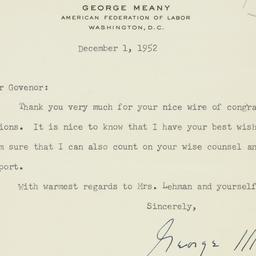 GEORGE MEANY
AMERICAN FEDERATION OF LABOR
WASHINGTON, D.C.
December 1, 1952
r Govenor:
Thank you very much for your nice wire of congra
ions. It is nice to know that I have your best wish
m sure that I can also count on your wise counsel an
port.
With warmest regards to Mrs. Lehman and yourself
Sincerely,
George M